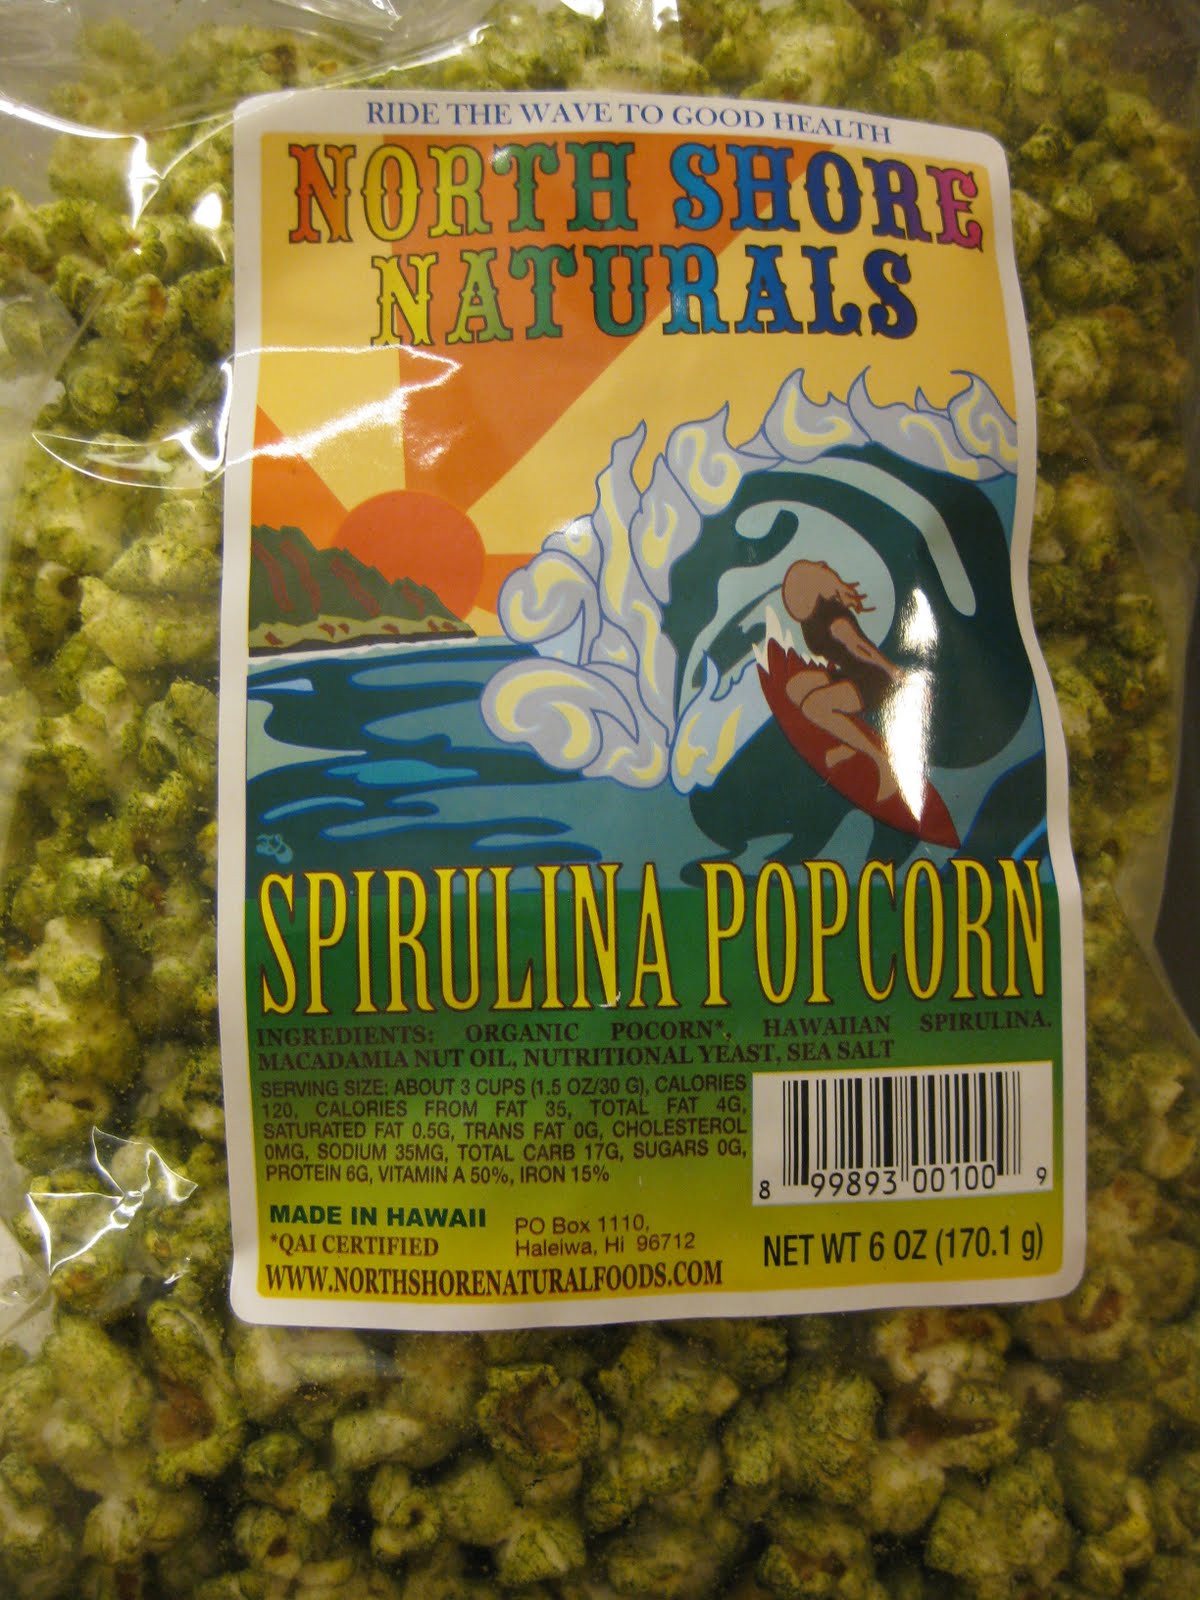 RIDE THE WAVE TO GOOD HEALTH
NORTH SHORE
NATURALS
SPIRULINA POPCORN
INGREDIENTS: ORGANIC POCORN*, HAWAIIAN SPIRULINA.
MACADAMIA NUT OIL, NUTRITIONAL YEAST, SEA SALT
SERVING SIZE: ABOUT 3 CUPS (1.5 OZ/30 G), CALORIES
120, CALORIES FROM FAT 35, TOTAL FAT 4G,
SATURATED FAT 0.5G, TRANS FAT 0G, CHOLESTEROL
0MG, SODIUM 35MG, TOTAL CARB 17G, SUGARS 0G,
PROTEIN 6G, VITAMIN A 50%, IRON 15%
8 99893 00100 9
MADE IN HAWAII
*QAI CERTIFIED
PO Box 1110,
Haleiwa, Hi 96712
WWW.NORTHSHORENATURALFOODS.COM
NET WT 6 OZ (170.1 g)